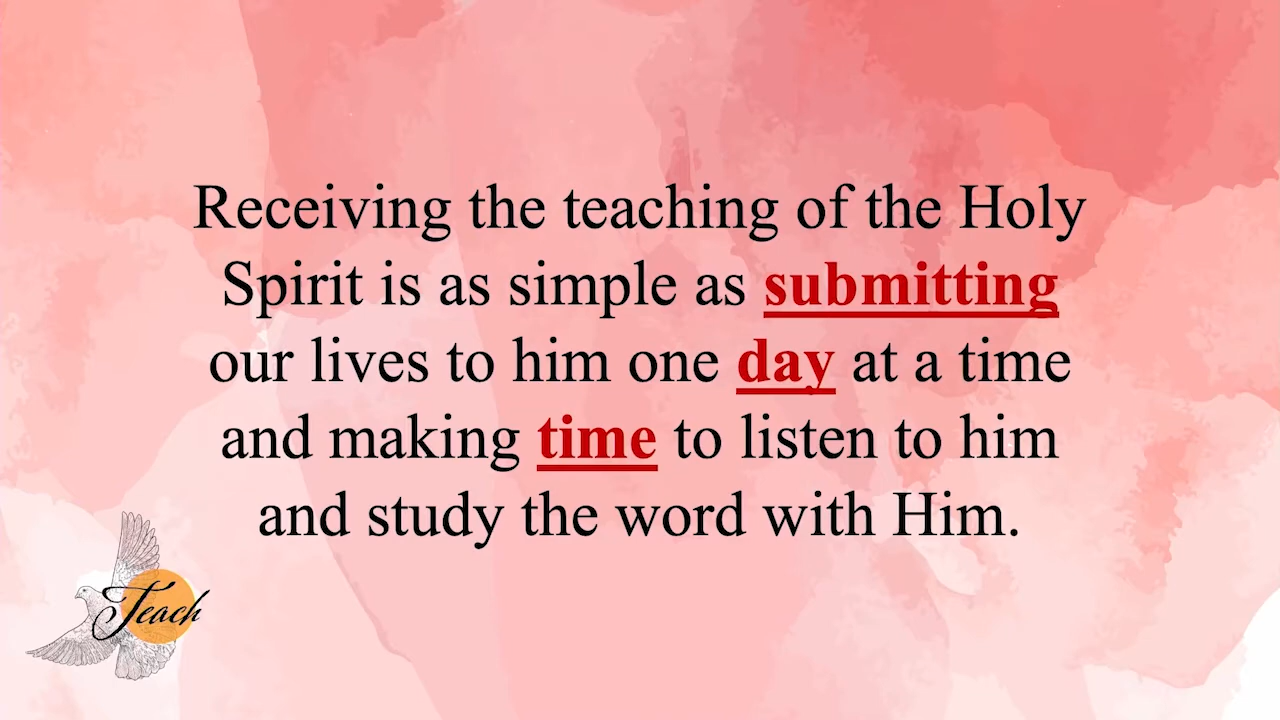 Receiving the teaching of the Holy
Spirit is as simple as submitting
our lives to him one day at a time
and making time to listen to him
and study the word with Him.
Teach